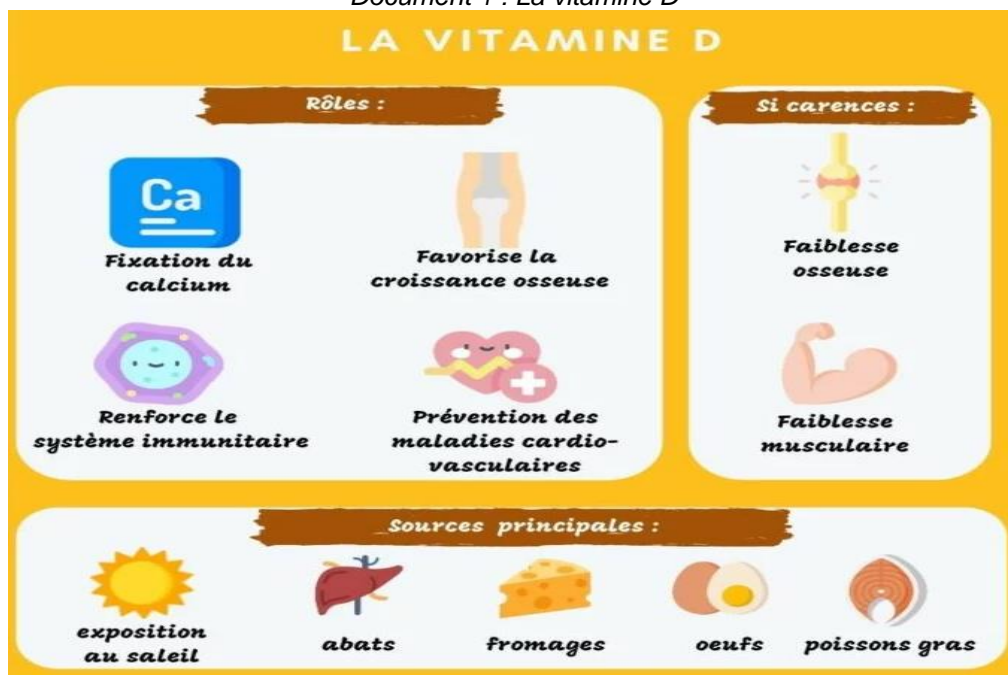 Document 1 : La vitamine D
LA VITAMINE D
Rôles :
Ca
Fixation du
calcium
Favorise la
croissance osseuse
Renforce le
système immunitaire
Prévention des
maladies cardio-
vasculaires
Si carences :
Faiblesse
osseuse
Faiblesse
musculaire
Sources principales :
exposition
au saleil
abats
fromages
oeufs
poissons gras